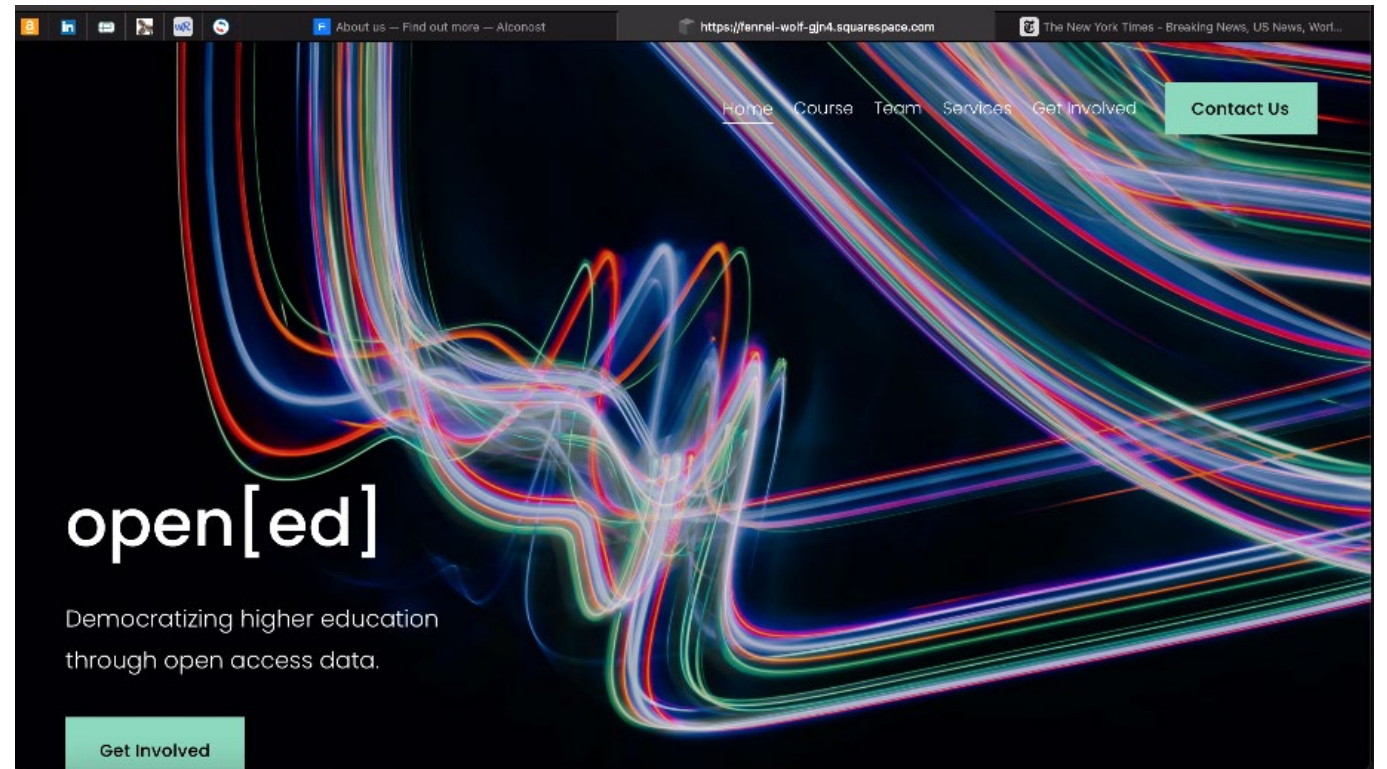 a
in
wR
F About us — Find out more — Alconost
https://fennel-wolf-gjn4.squarespace.com
The New York Times - Breaking News, US News, Worl...
Home Course Team Services Get Involved Contact Us
open[ed]
Democratizing higher education
through open access data.
Get Involved